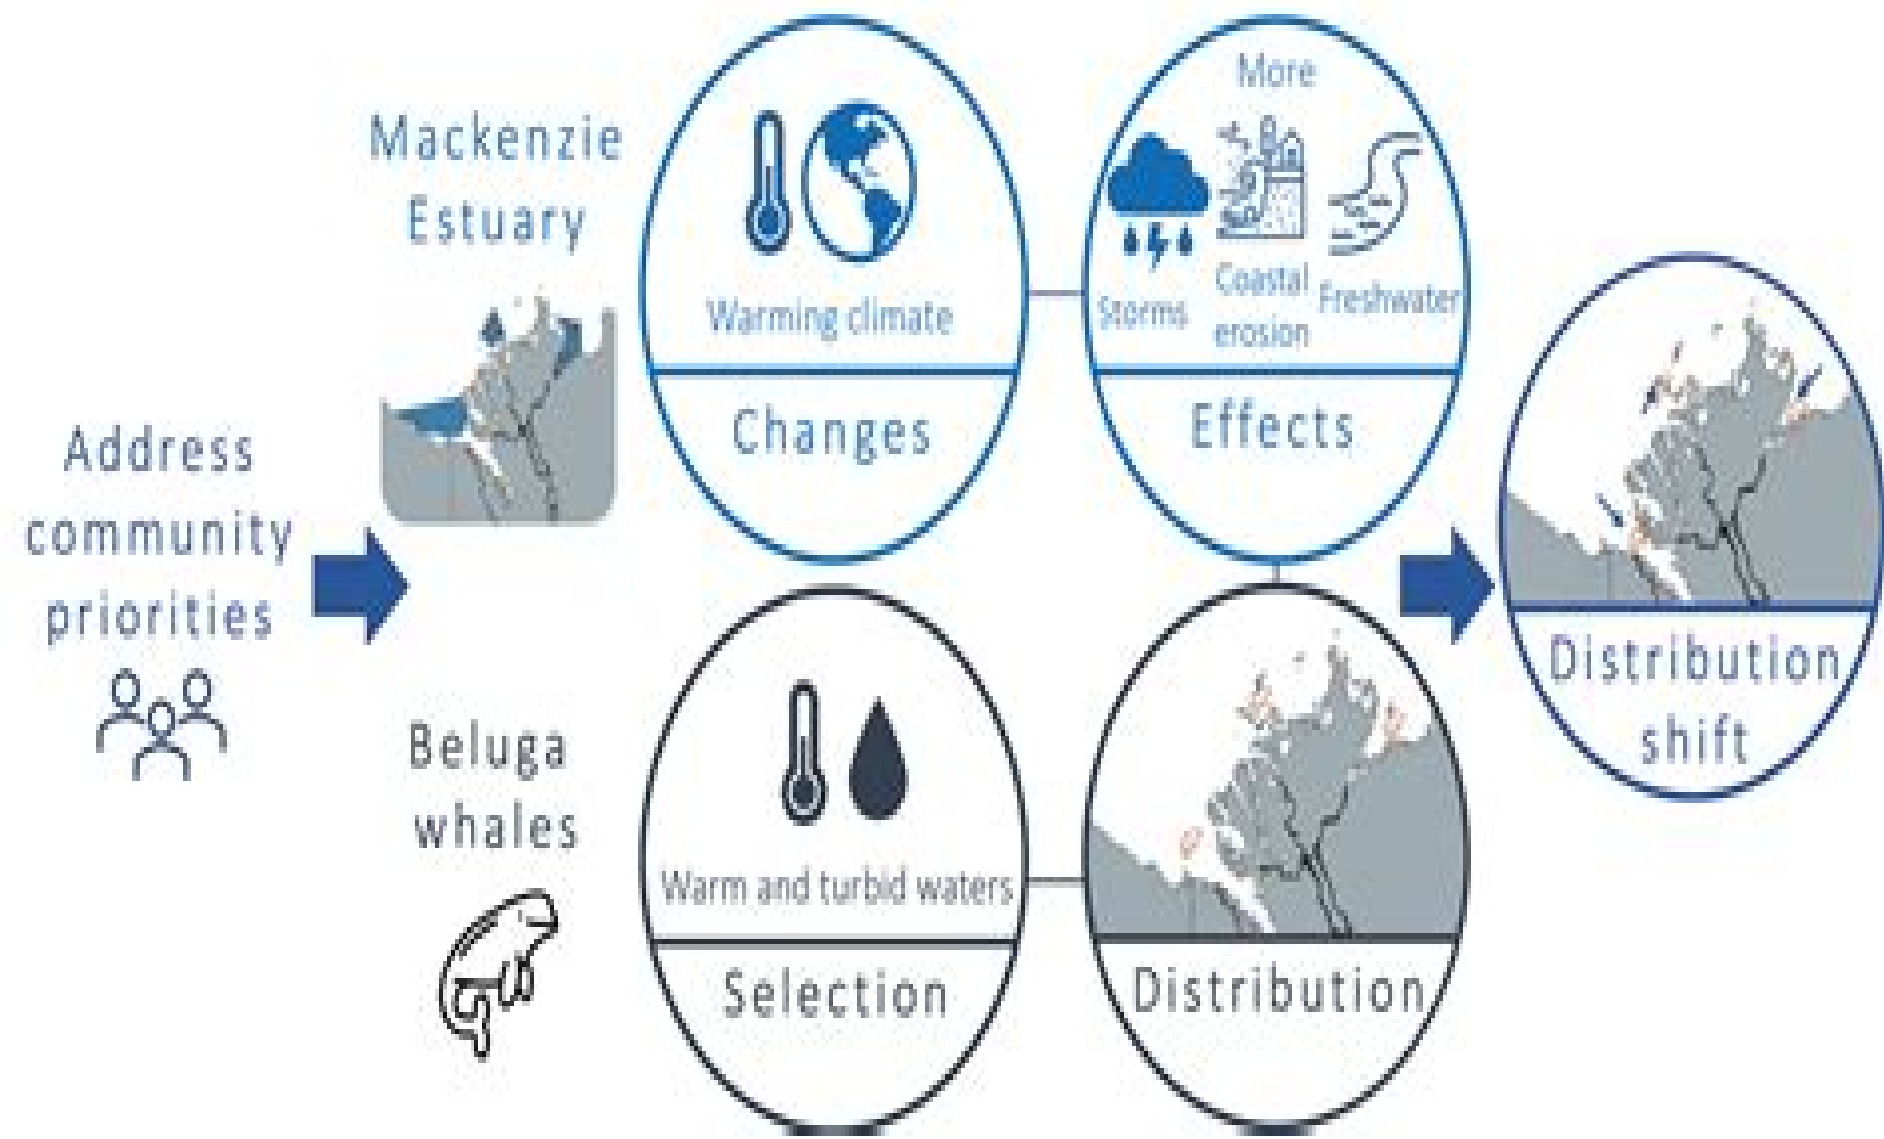 Address
community
priorities
Mackenzie
Estuary
Warming climate
Changes
More
Storms
Coastal
erosion
Freshwater
Effects
Beluga
whales
Warm and turbid waters
Selection
Distribution
Distribution
shift